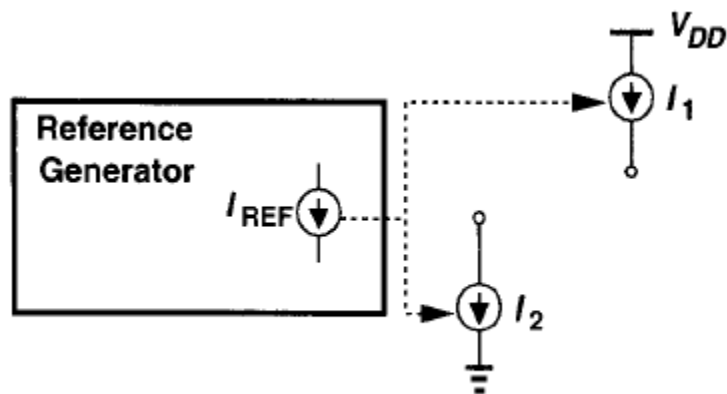 V_DD
I_1
Reference
Generator
I_REF
I_2